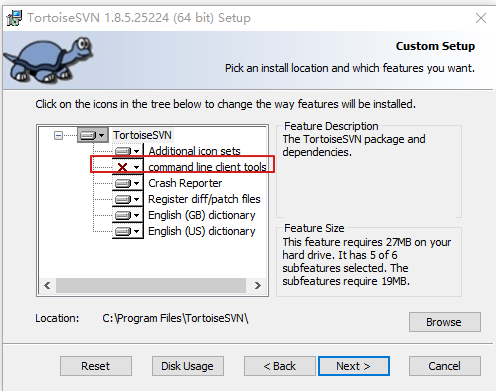 TortoiseSVN 1.8.5.25224 (64 bit) Setup
Custom Setup
Pick an install location and which features you want.
Click on the icons in the tree below to change the way features will be installed.
TortoiseSVN
Additional icon sets
command line client tools
Crash Reporter
Register diff/patch files
English (GB) dictionary
English (US) dictionary
Feature Description
The TortoiseSVN package and
dependencies.
Feature Size
This feature requires 27MB on your
hard drive. It has 5 of 6
subfeatures selected. The
subfeatures require 19MB.
Location: C:\Program Files\TortoiseSVN\
Browse
Reset Disk Usage < Back Next > Cancel